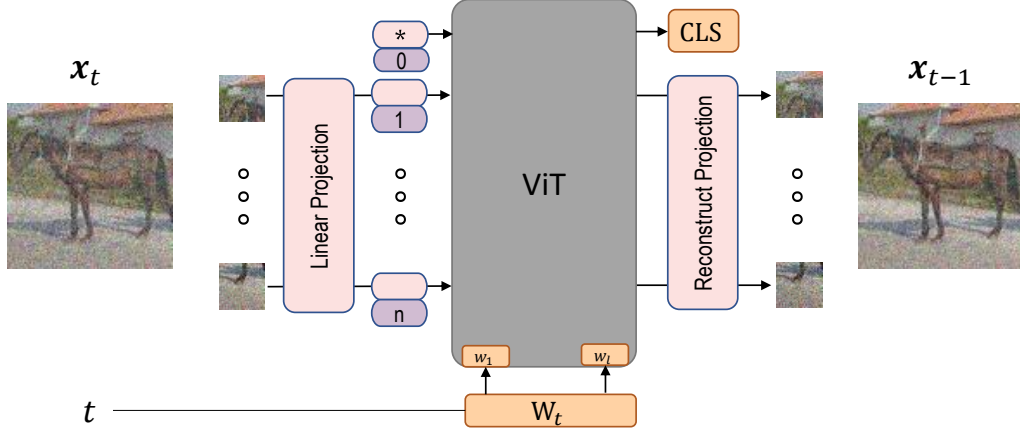 x_t
*
0
1
n
Linear Projection
ViT
w_1
w_l
W_t
t
CLS
Reconstruct Projection
x_{t-1}